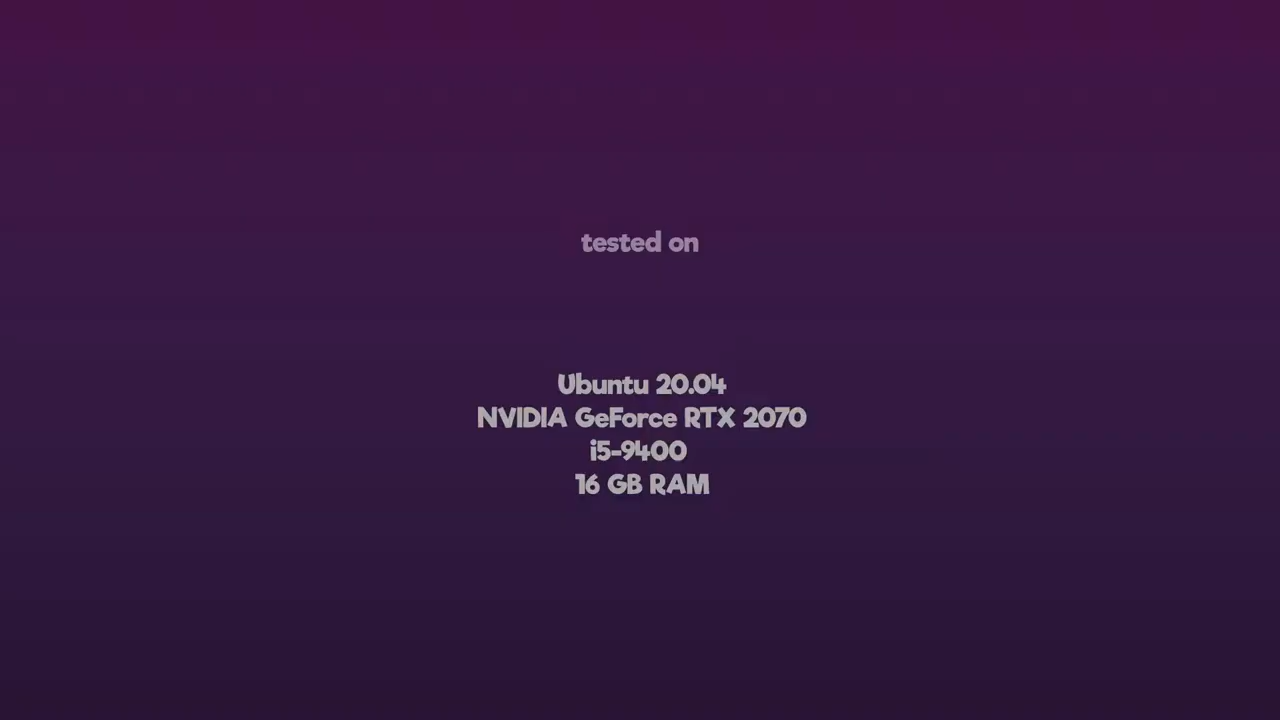 tested on
Ubuntu 20.04
NVIDIA GeForce RTX 2070
i5-9400
16 GB RAM